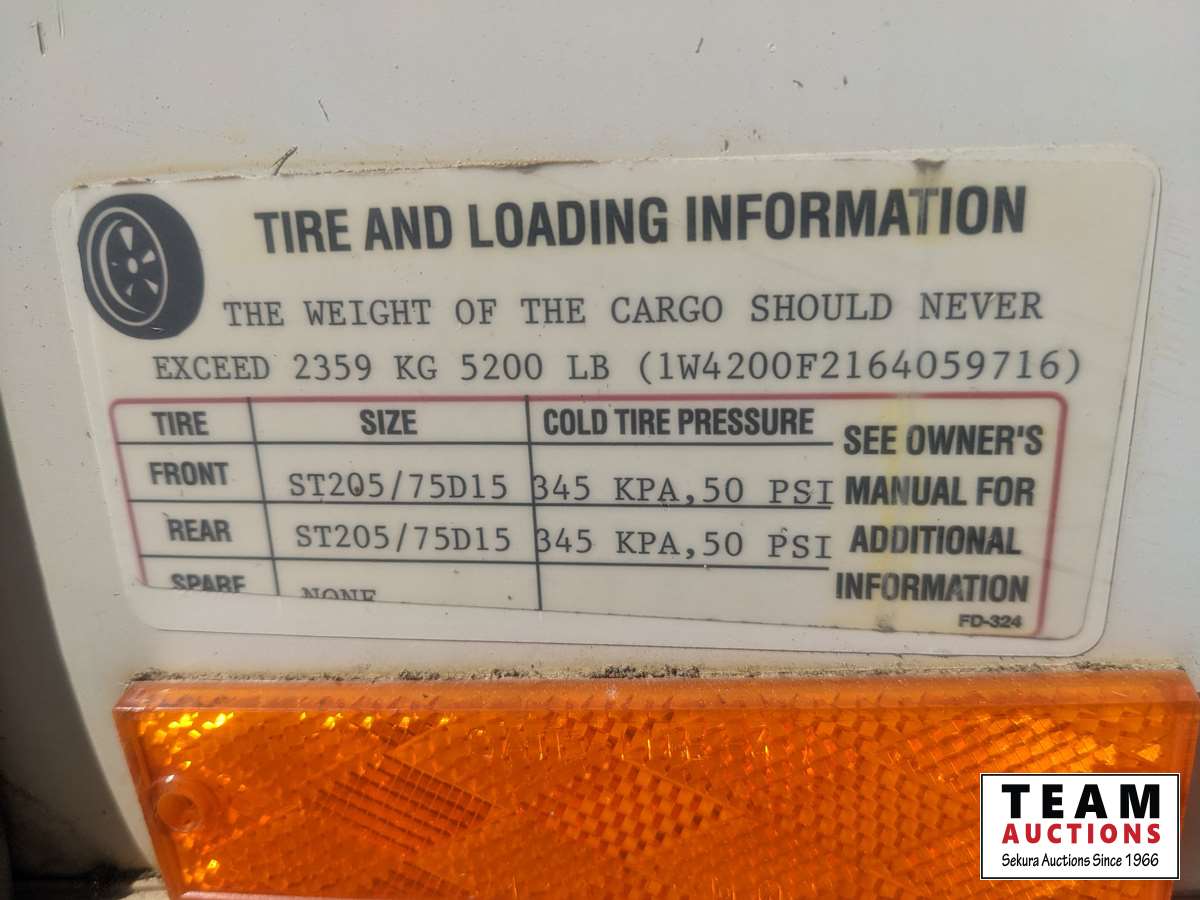 TIRE AND LOADING INFORMATION
THE WEIGHT OF THE CARGO SHOULD NEVER
EXCEED 2359 KG 5200 LB (1W4200F2164059716)
TIRE SIZE COLD TIRE PRESSURE
FRONT ST205/75D15 345 KPA,50 PSI
REAR ST205/75D15 345 KPA,50 PSI
SPARE NONE
SEE OWNER'S
MANUAL FOR
ADDITIONAL
INFORMATION
FD-324
TEAM
AUCTIONS
Sekura Auctions Since 1966